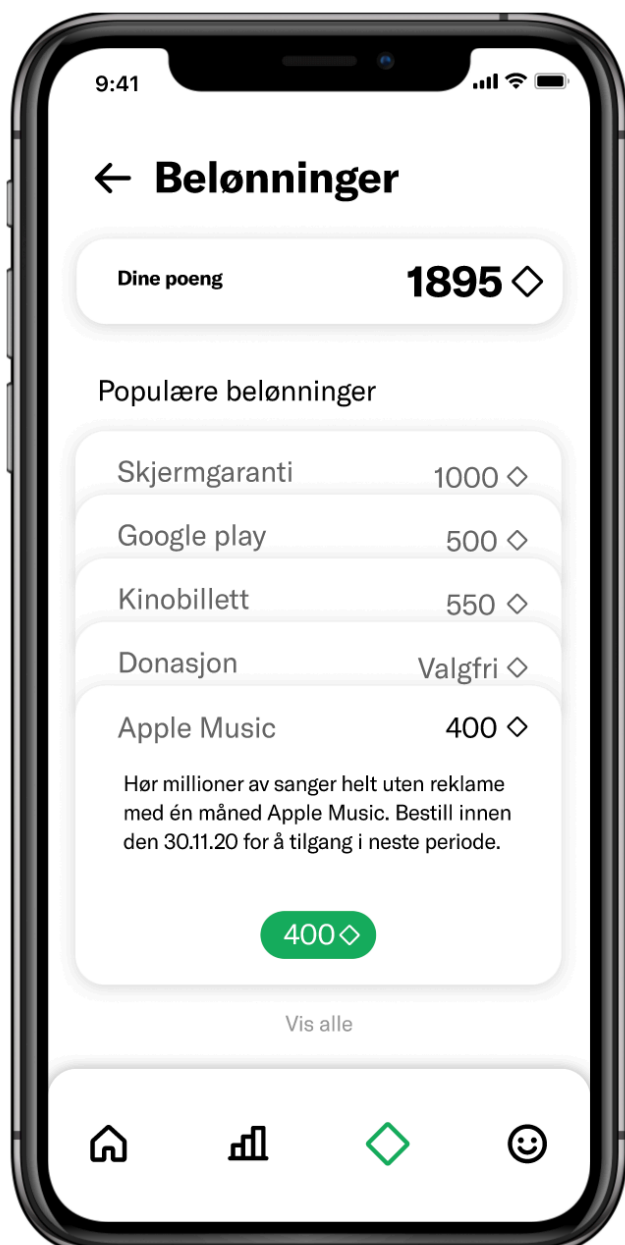 9:41
Belønninger
Dine poeng 1895
Populære belønninger
Skjermgaranti 1000
Google play 500
Kinobillett 550
Donasjon Valgfri
Apple Music 400
Hør millioner av sanger helt uten reklame
med én måned Apple Music. Bestill innen
den 30.11.20 for å tilgang i neste periode.
400
Vis alle